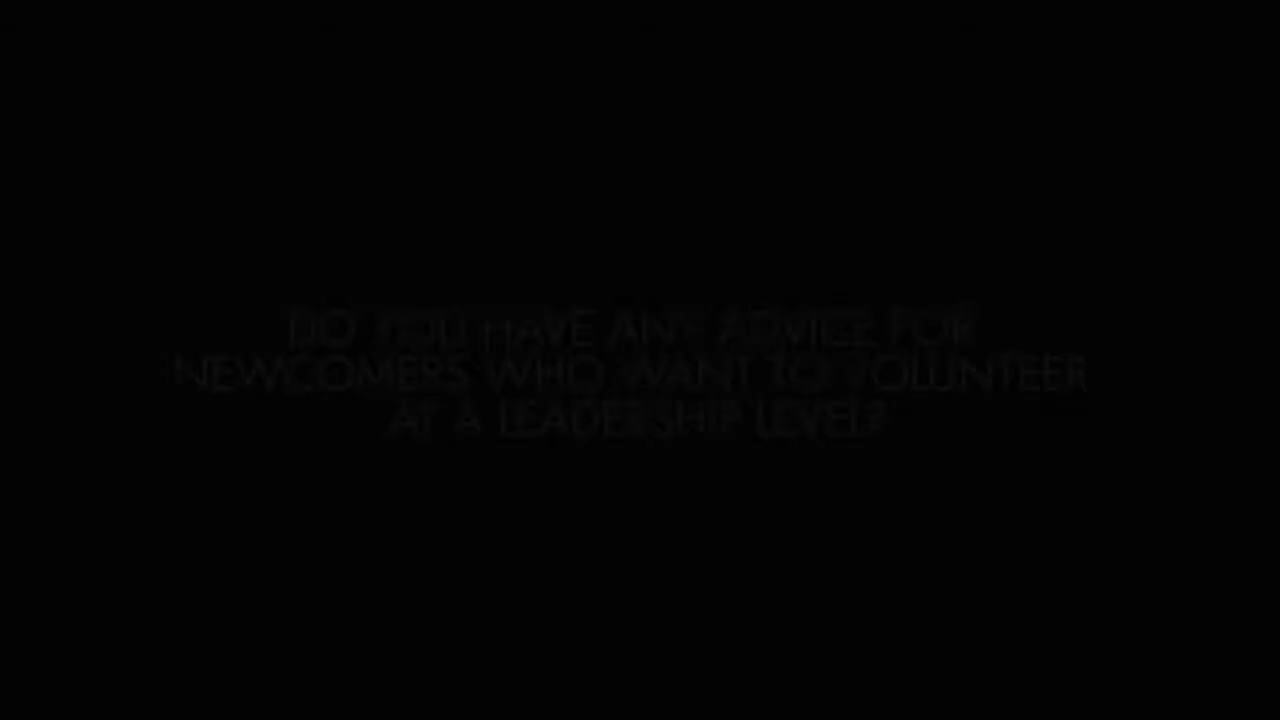 DO YOU HAVE ANY ADVICE FOR
NEWCOMERS WHO WANT TO VOLUNTEER
AT A LEADERSHIP LEVEL?